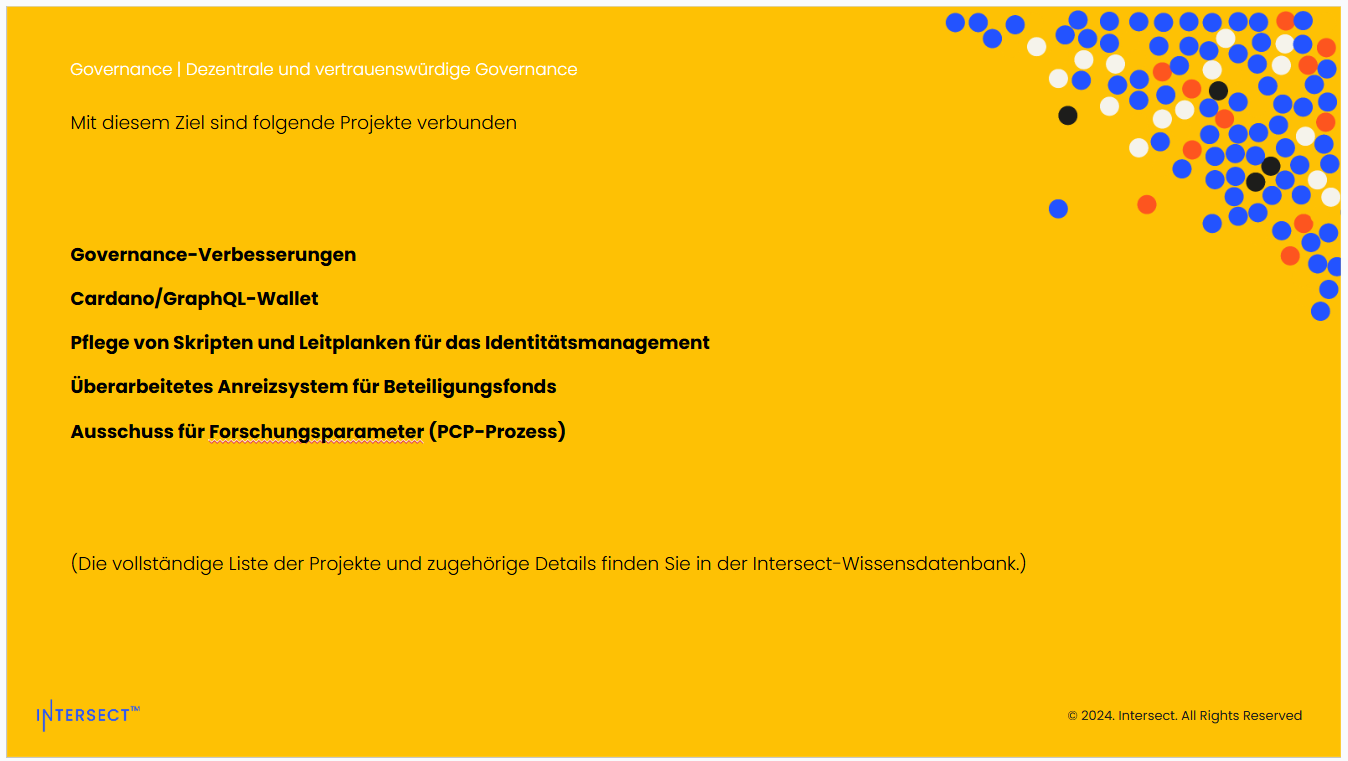 Governance | Dezentrale und vertrauenswürdige Governance
Mit diesem Ziel sind folgende Projekte verbunden
Governance-Verbesserungen
Cardano/GraphQL-Wallet
Pflege von Skripten und Leitplanken für das Identitätsmanagement
Überarbeitetes Anreizsystem für Beteiligungsfonds
Ausschuss für Forschungsparameter (PCP-Prozess)
(Die vollständige Liste der Projekte und zugehörige Details finden Sie in der Intersect-Wissensdatenbank.)
INTERSECT™
© 2024. Intersect. All Rights Reserved